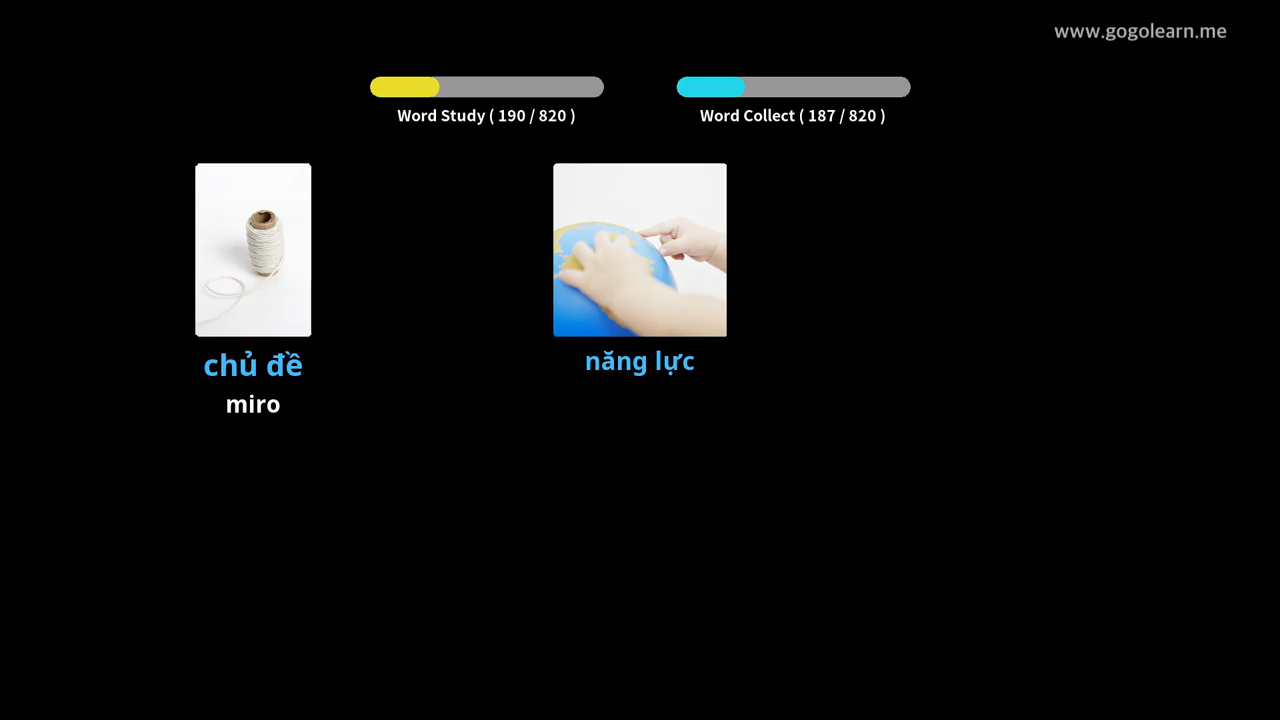 www.gogolearn.me
Word Study ( 190 / 820 )
Word Collect ( 187 / 820 )
chủ đề
miro
năng lực